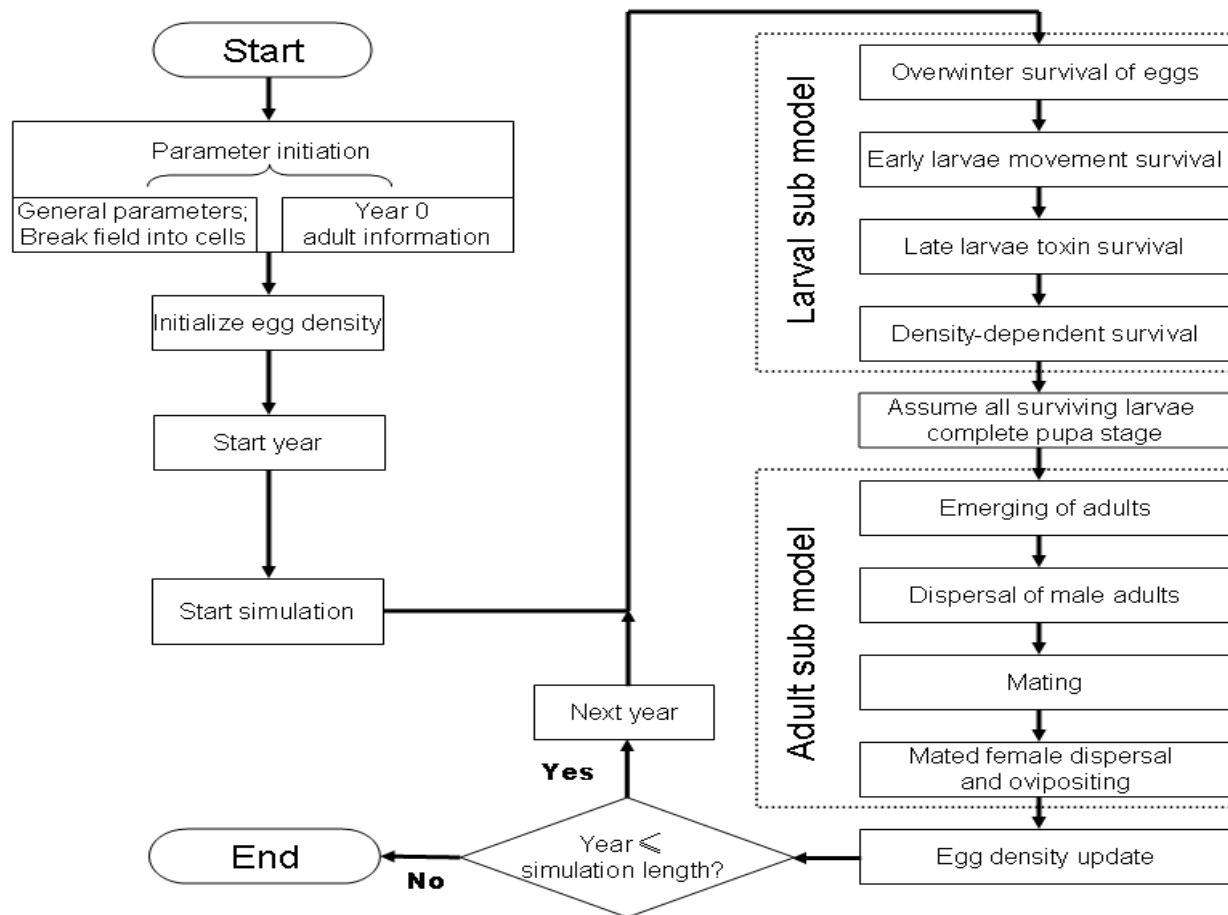 Start
Parameter initiation
General parameters;
Break field into cells
Year 0
adult information
Initialize egg density
Start year
Start simulation
Larval sub model
Overwinter survival of eggs
Early larvae movement survival
Late larvae toxin survival
Density-dependent survival
Assume all surviving larvae
complete pupa stage
Adult sub model
Emerging of adults
Dispersal of male adults
Mating
Mated female dispersal
and ovipositing
Egg density update
Year ⩽
simulation length?
Yes
Next year
No
End